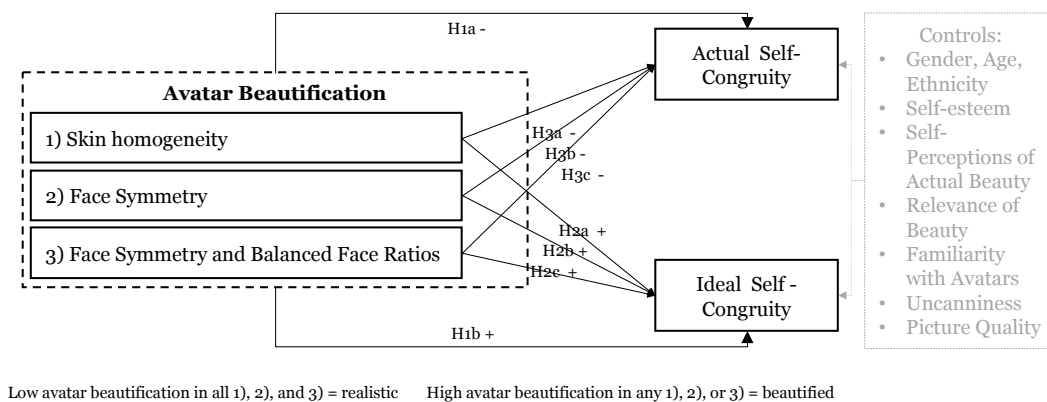 H1a -
Actual Self-
Congruity
Avatar Beautification
1) Skin homogeneity
2) Face Symmetry
3) Face Symmetry and Balanced Face Ratios
H3a -
H3b -
H3c -
H2a +
H2b +
H2c +
Ideal Self -
Congruity
H1b +
Controls:
• Gender, Age,
Ethnicity
• Self-esteem
• Self-
Perceptions of
Actual Beauty
• Relevance of
Beauty
• Familiarity
with Avatars
• Uncanniness
• Picture Quality
Low avatar beautification in all 1), 2), and 3) = realistic High avatar beautification in any 1), 2), or 3) = beautified